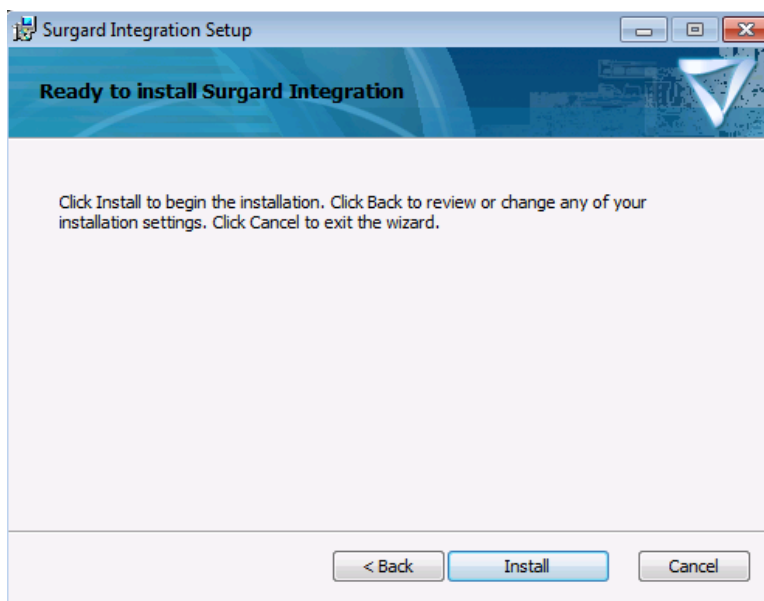 Surgard Integration Setup
Ready to install Surgard Integration
Click Install to begin the installation. Click Back to review or change any of your
installation settings. Click Cancel to exit the wizard.
< Back
Install
Cancel